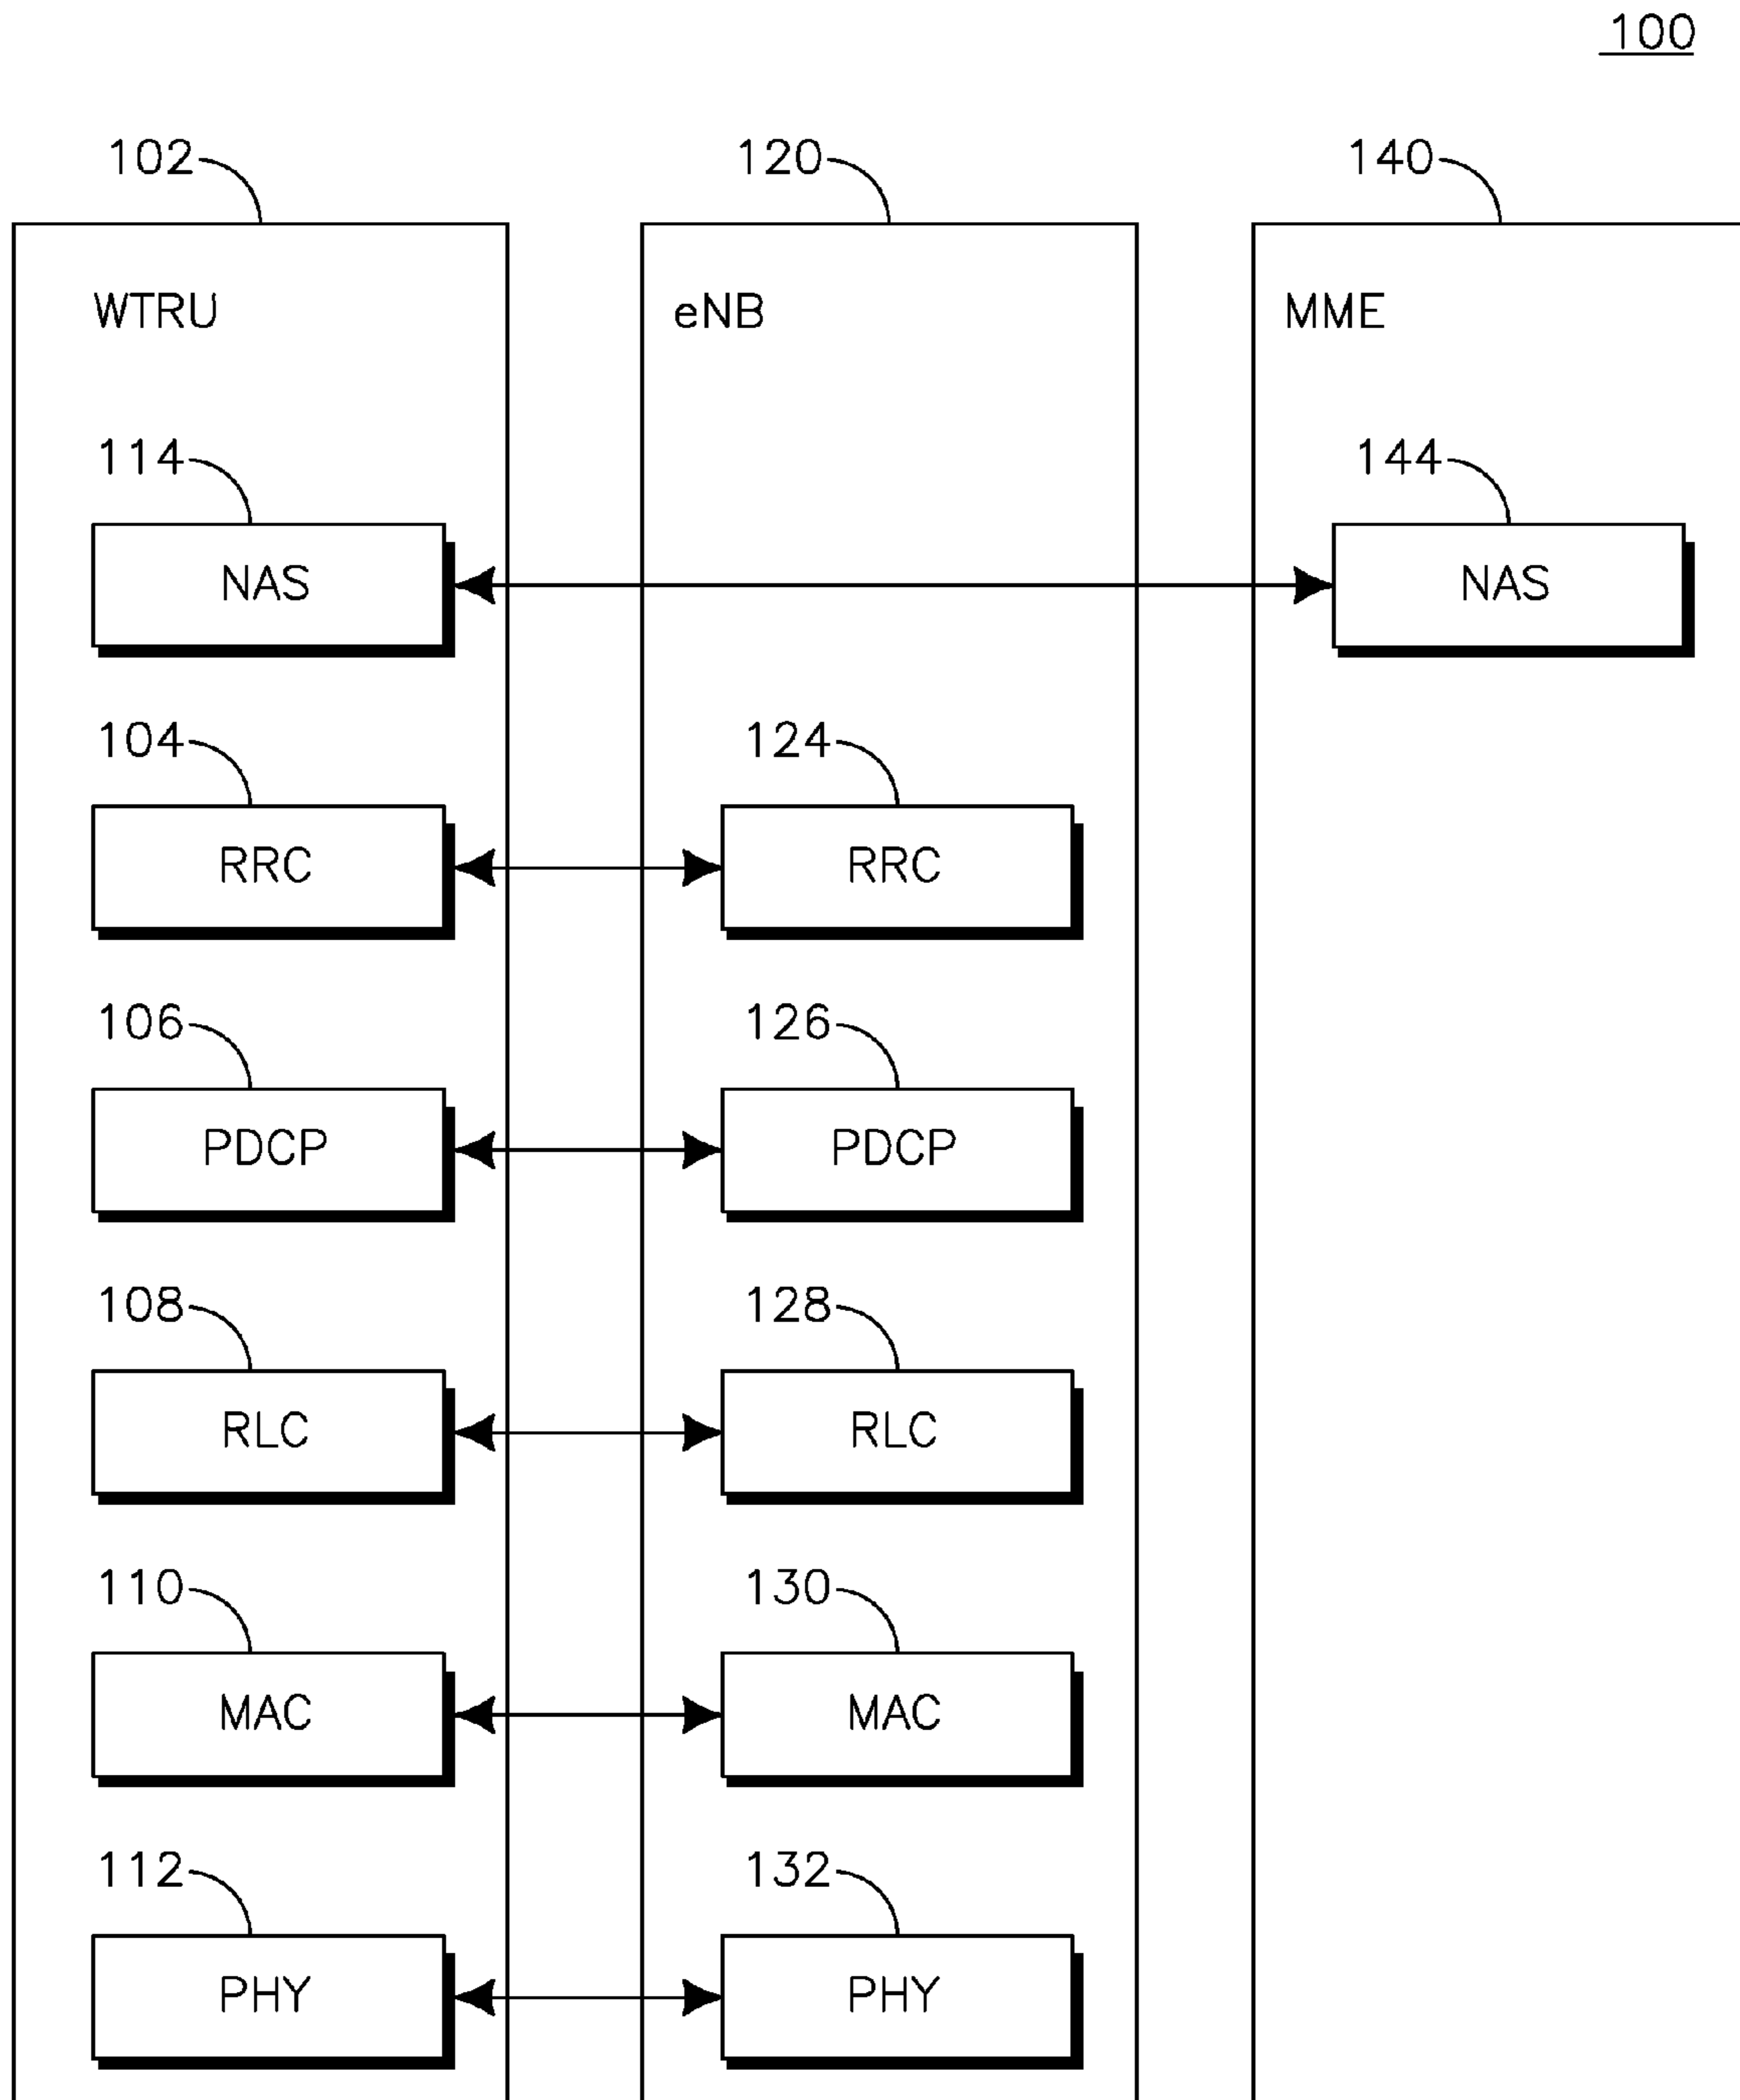 100
102 120 140
WTRU eNB MME
114 144
NAS NAS
104 124
RRC RRC
106 126
PDCP PDCP
108 128
RLC RLC
110 130
MAC MAC
112 132
PHY PHY